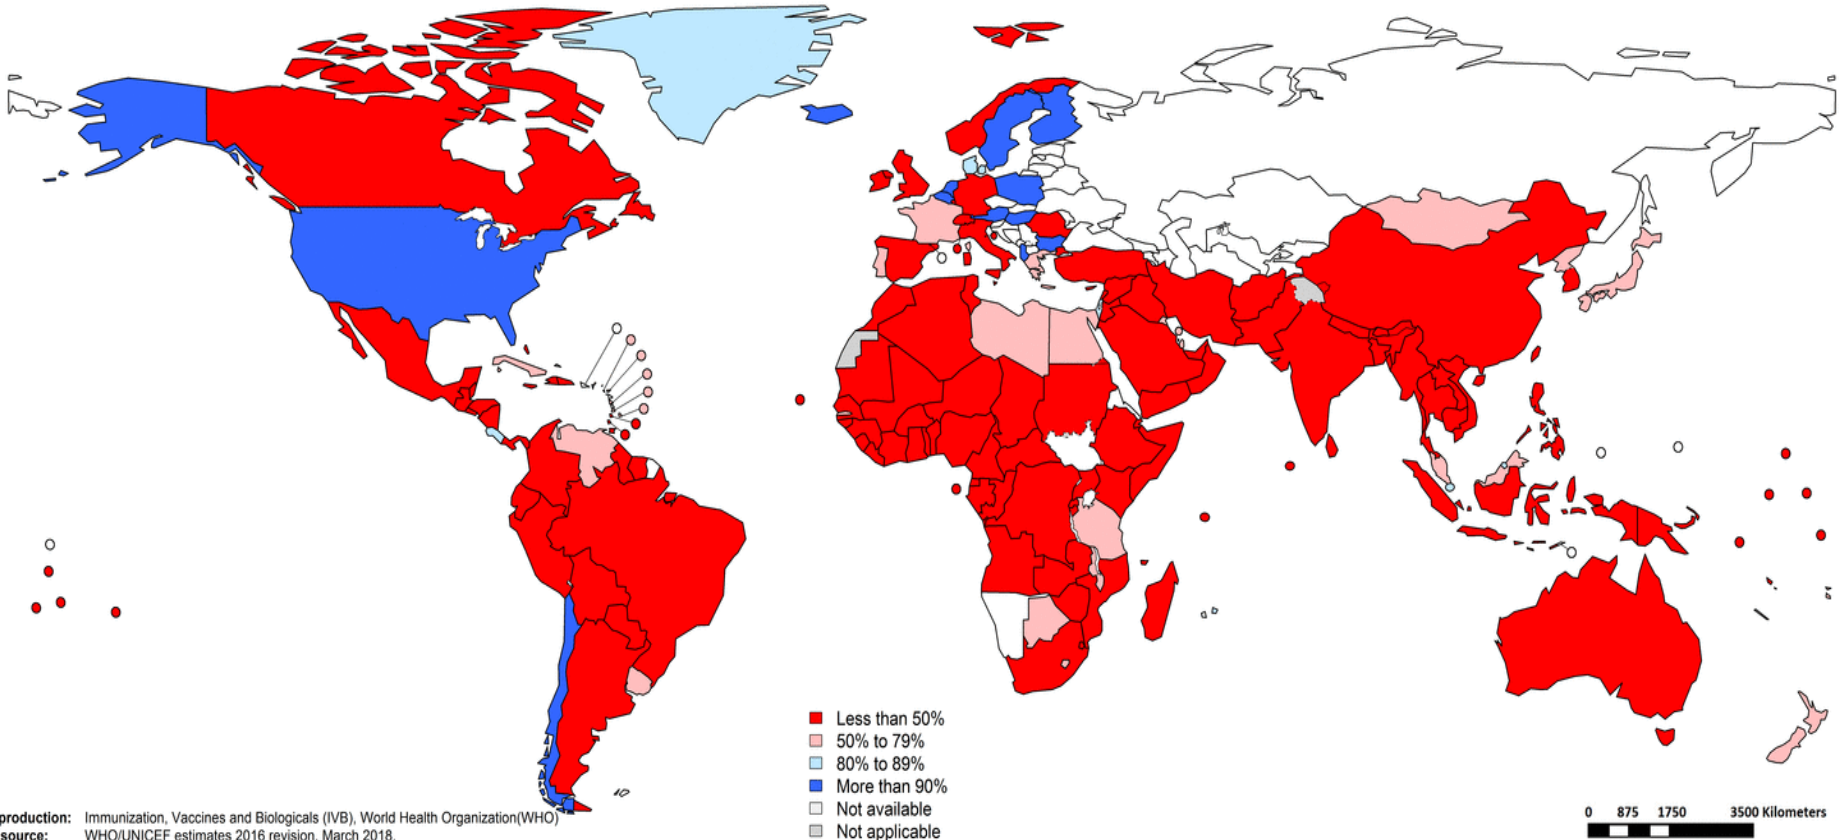 Less than 50%
50% to 79%
80% to 89%
More than 90%
Not available
Not applicable
0 875 1750 3500 Kilometers
production: Immunization, Vaccines and Biologicals (IVB), World Health Organization(WHO)
source: WHO/UNICEF estimates 2016 revision. March 2018.